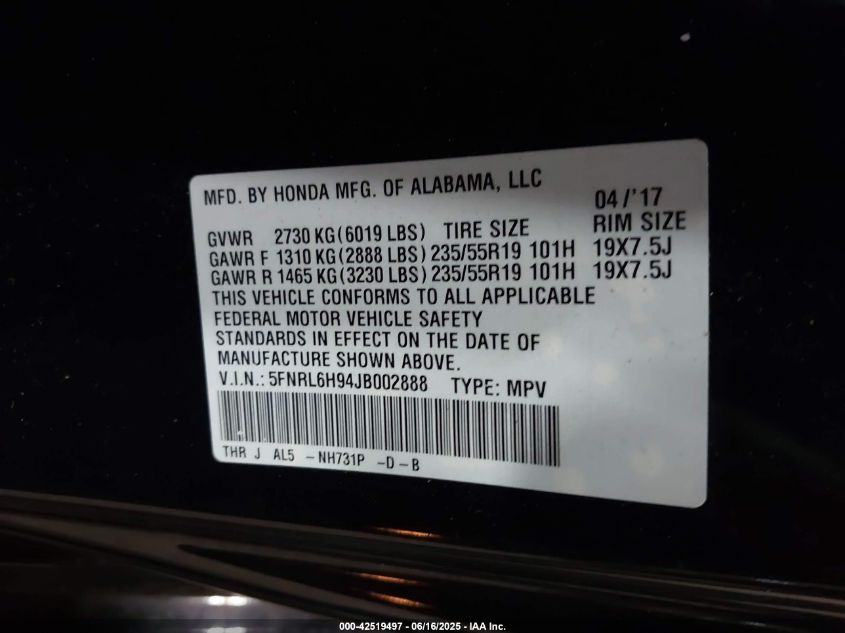 MFD. BY HONDA MFG. OF ALABAMA, LLC
04/'17
GVWR 2730 KG(6019 LBS) TIRE SIZE RIM SIZE
GAWR F 1310 KG(2888 LBS) 235/55R19 101H 19X7.5J
GAWR R 1465 KG(3230 LBS) 235/55R19 101H 19X7.5J
THIS VEHICLE CONFORMS TO ALL APPLICABLE
FEDERAL MOTOR VEHICLE SAFETY
STANDARDS IN EFFECT ON THE DATE OF
MANUFACTURE SHOWN ABOVE.
V.I.N.: 5FNRL6H94JB002888 TYPE: MPV
THR J AL5 -NH731P -D-B
000-42519497 - 06/16/2025 - IAA Inc.